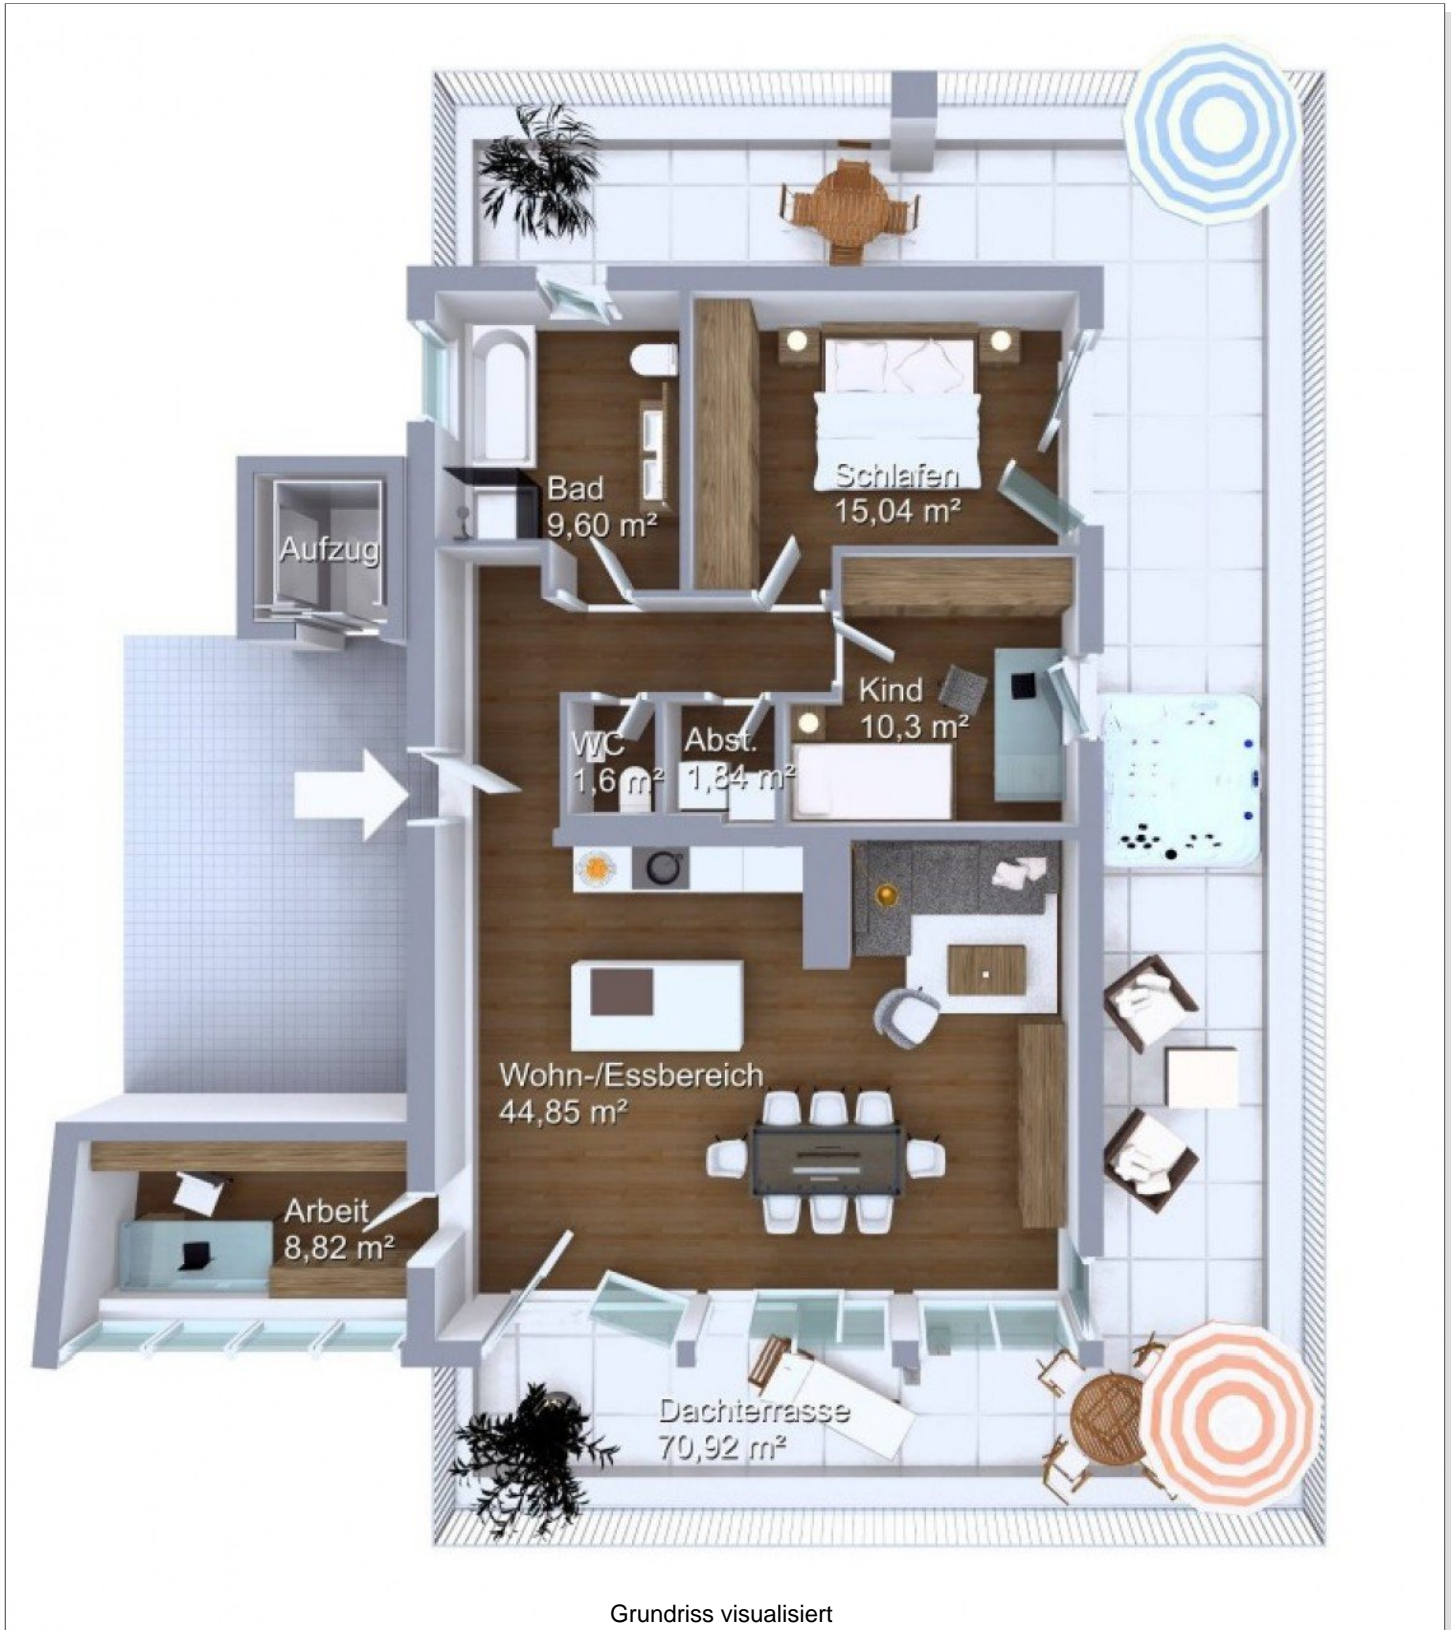 Bad
9,60 m²
Schlafen
15,04 m²
Aufzug
Kind
10,3 m²
WC
1,6 m²
Abst.
1,84 m²
Wohn-/Essbereich
44,85 m²
Arbeit
8,82 m²
Dachterrasse
70,92 m²
Grundriss visualisiert